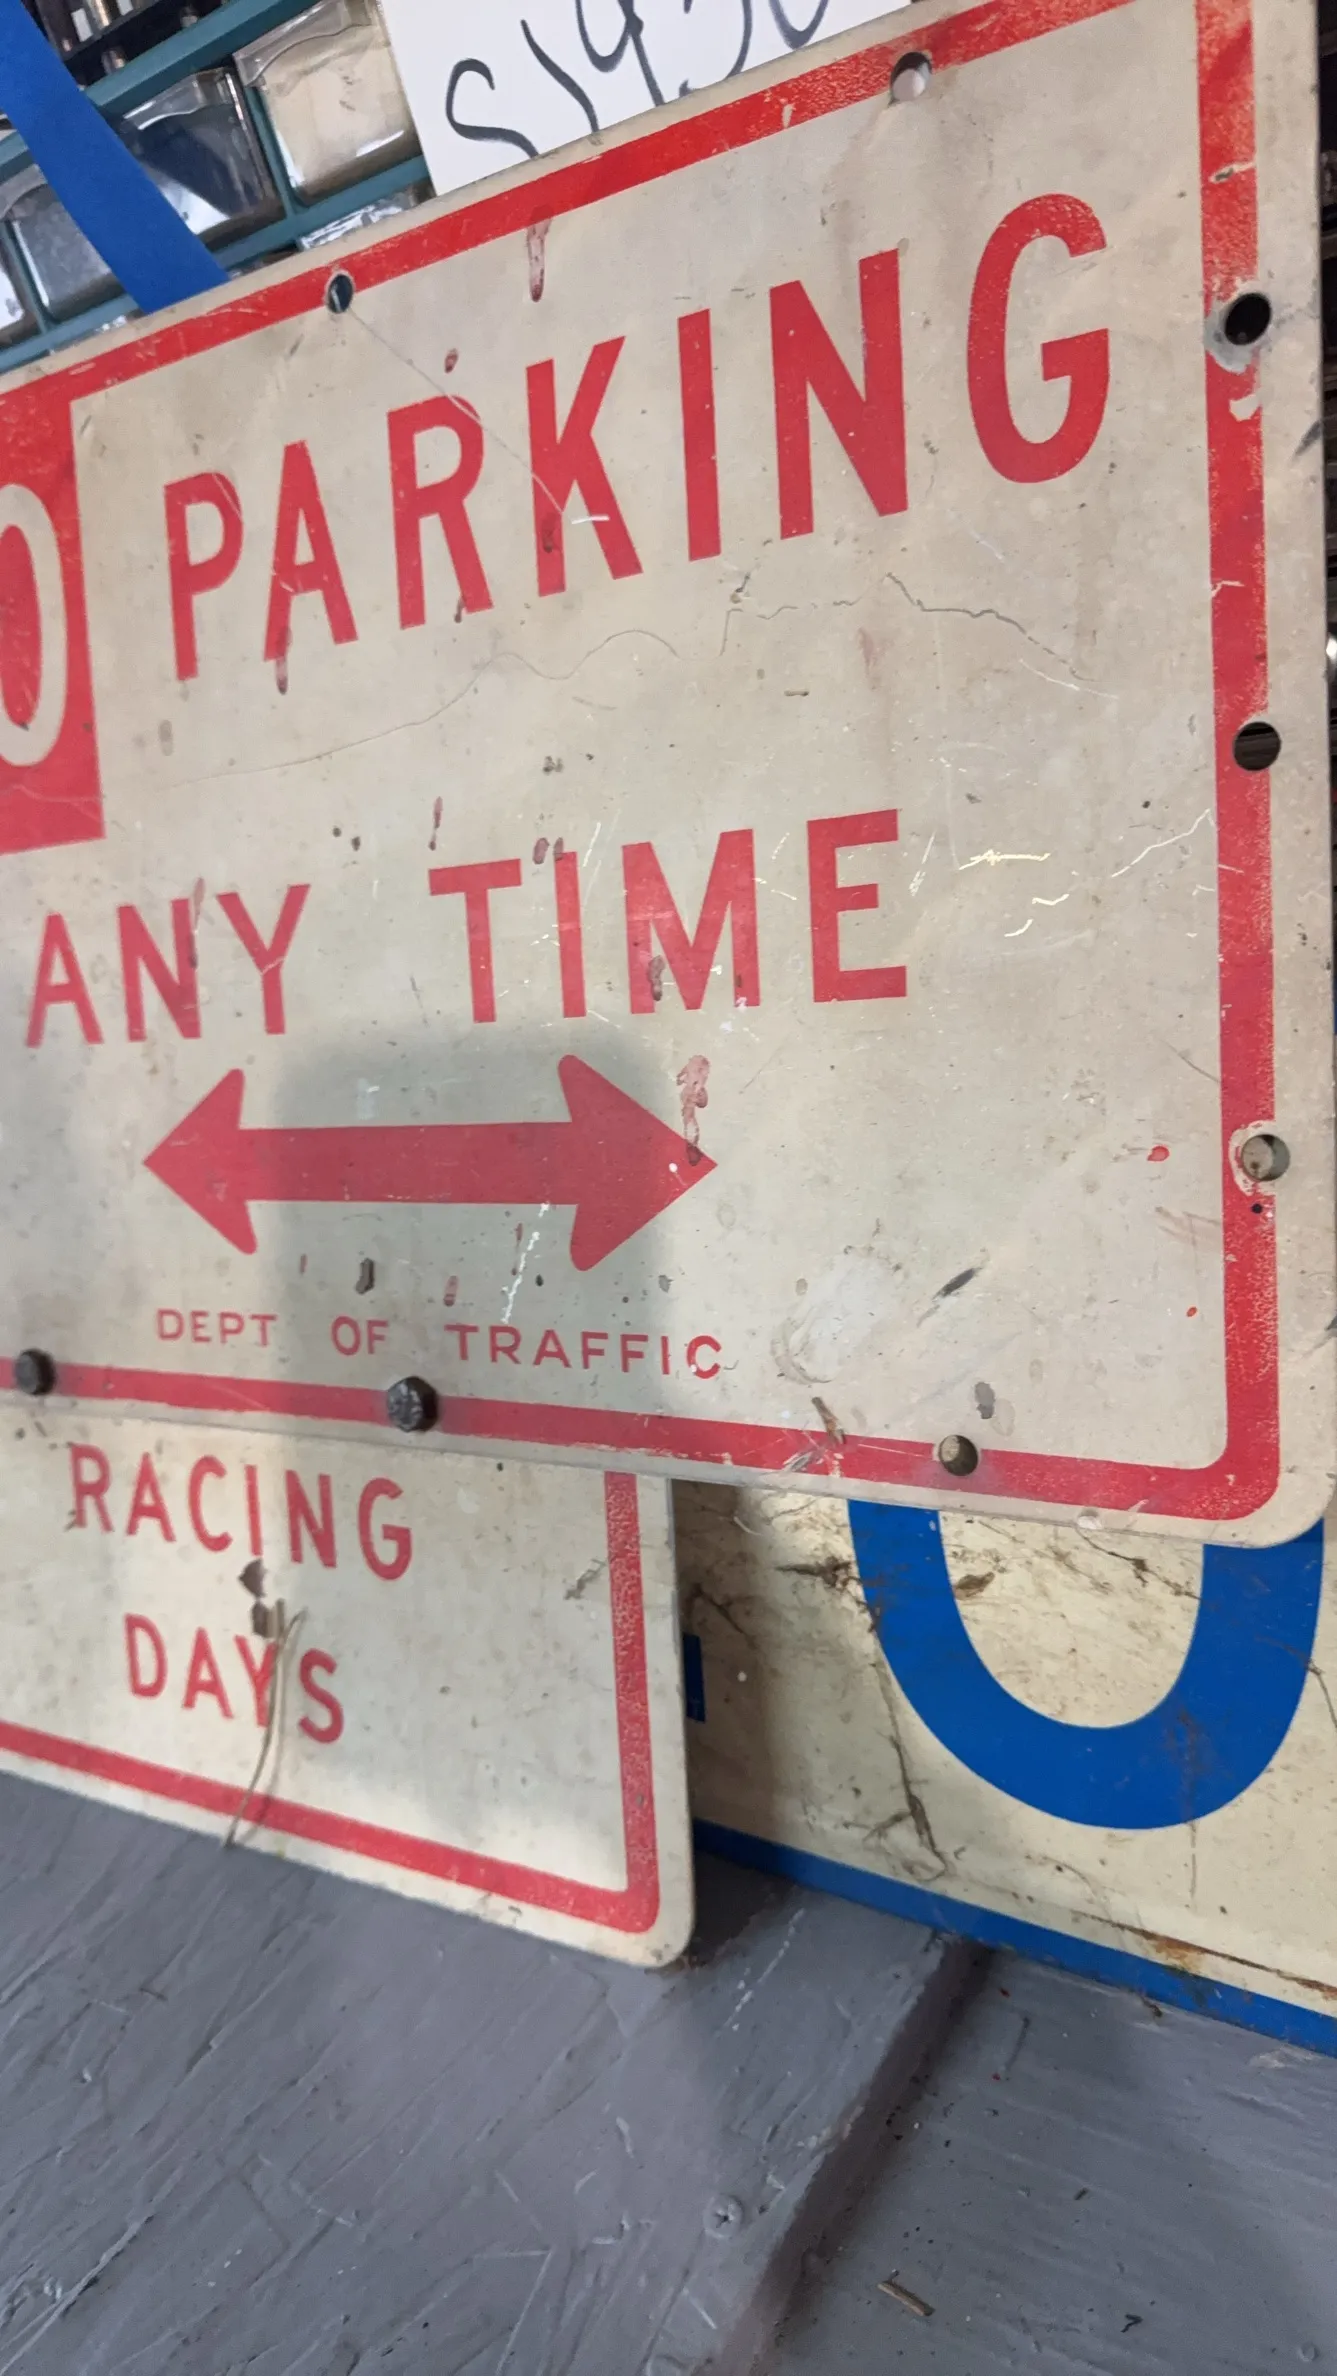 O PARKING
ANY TIME
DEPT OF TRAFFIC
RACING
DAYS